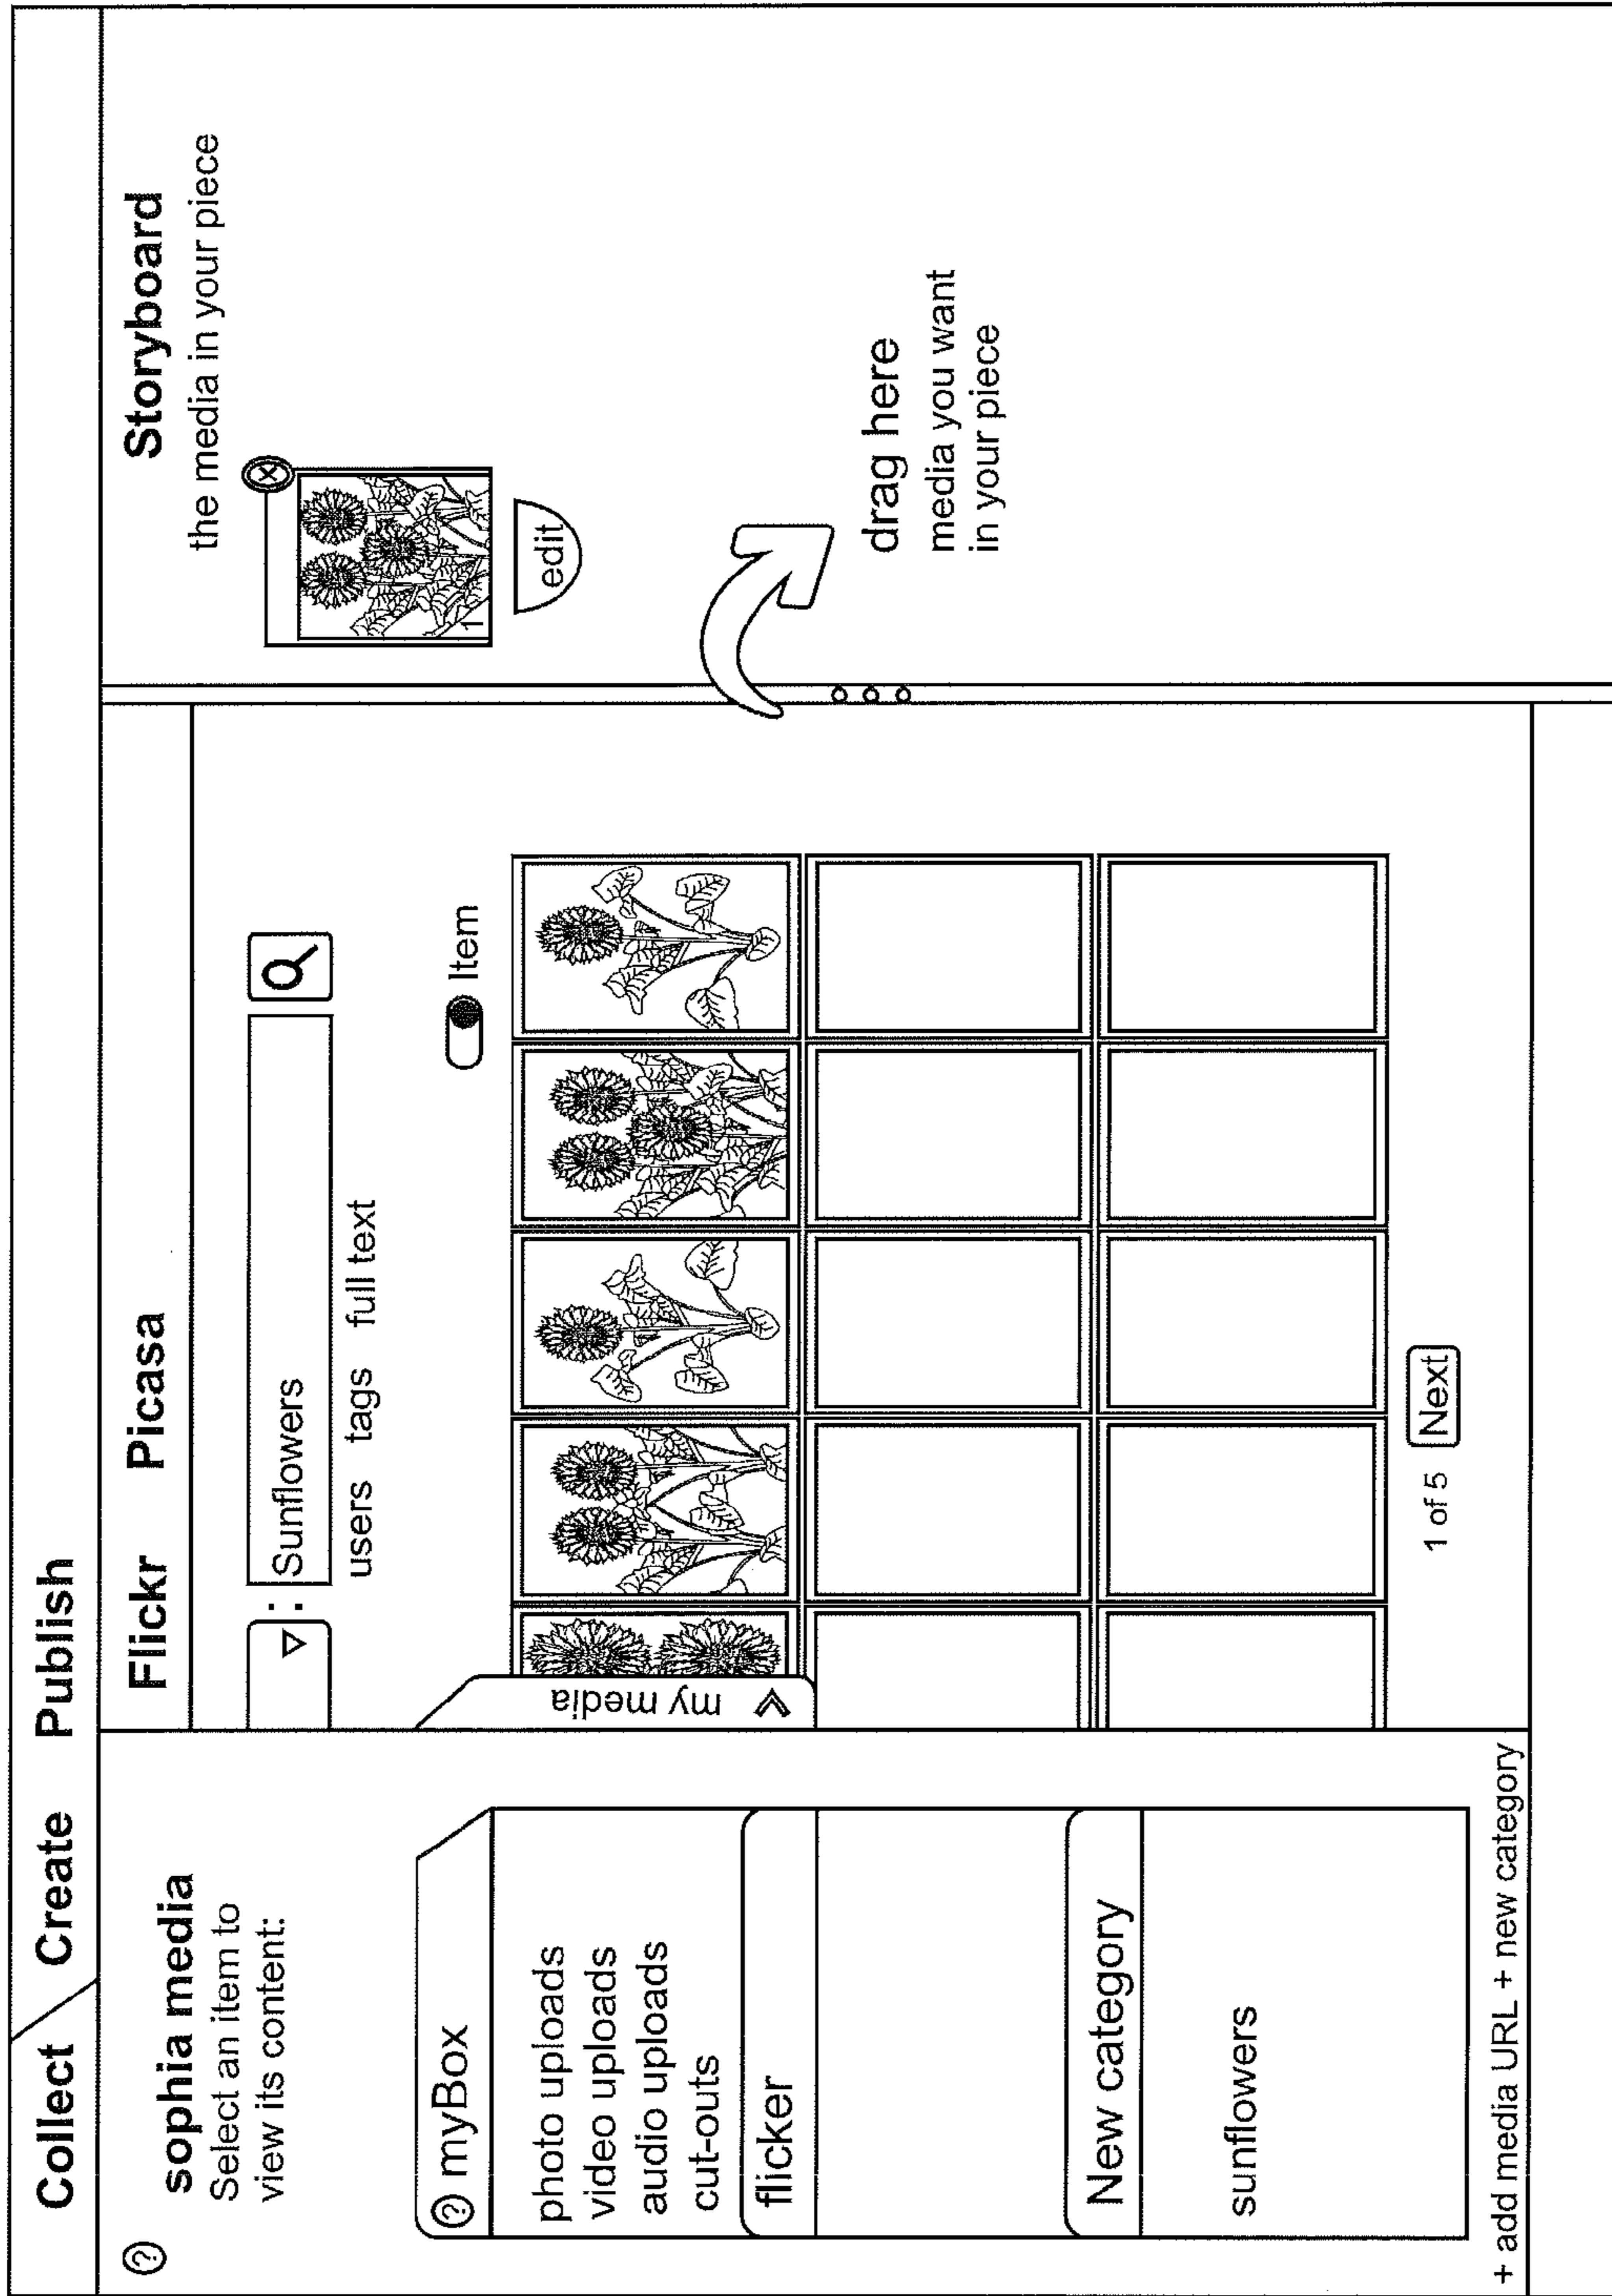 Collect Create Publish
? sophia media
Select an item to
view its content:
? myBox
photo uploads
video uploads
audio uploads
cut-outs
flicker
New category
sunflowers
+ add media URL + new category
Flickr Picasa
: Sunflowers
users tags full text
Item
my media
1 of 5 Next
Storyboard
the media in your piece
x
1
edit
drag here
media you want
in your piece